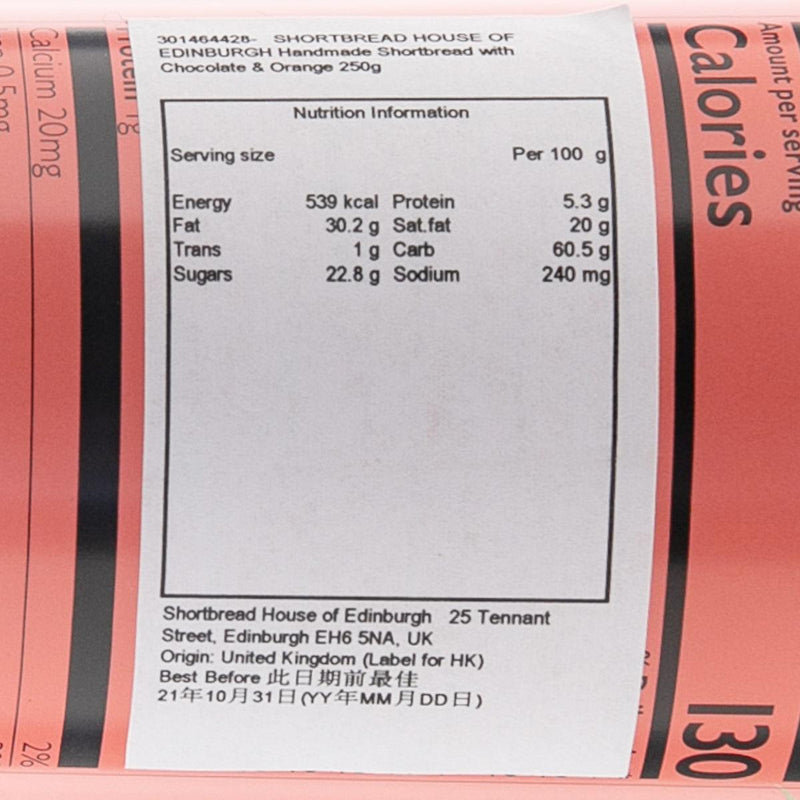 301464428- SHORTBREAD HOUSE OF
EDINBURGH Handmade Shortbread with
Chocolate & Orange 250g
Nutrition Information
Serving size Per 100 g
Energy 539 kcal Protein 5.3 g
Fat 30.2 g Sat.fat 20 g
Trans 1 g Carb 60.5 g
Sugars 22.8 g Sodium 240 mg
Shortbread House of Edinburgh 25 Tennant
Street, Edinburgh EH6 5NA, UK
Origin: United Kingdom (Label for HK)
Best Before 此日期前最佳
21年10月31日(YY年MM月DD日)
Amount per serving
Calories 130
Protein 1g
Calcium 20mg 2%
0.5mg